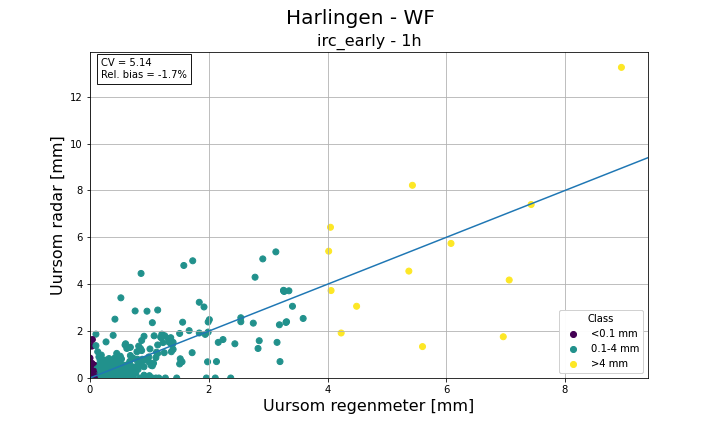 Harlingen - WF
irc_early - 1h
CV = 5.14
Rel. bias = -1.7%
Uursom radar [mm]
12
10
8
6
4
2
0
0 2 4 6 8
Uursom regenmeter [mm]
Class
<0.1 mm
0.1-4 mm
>4 mm